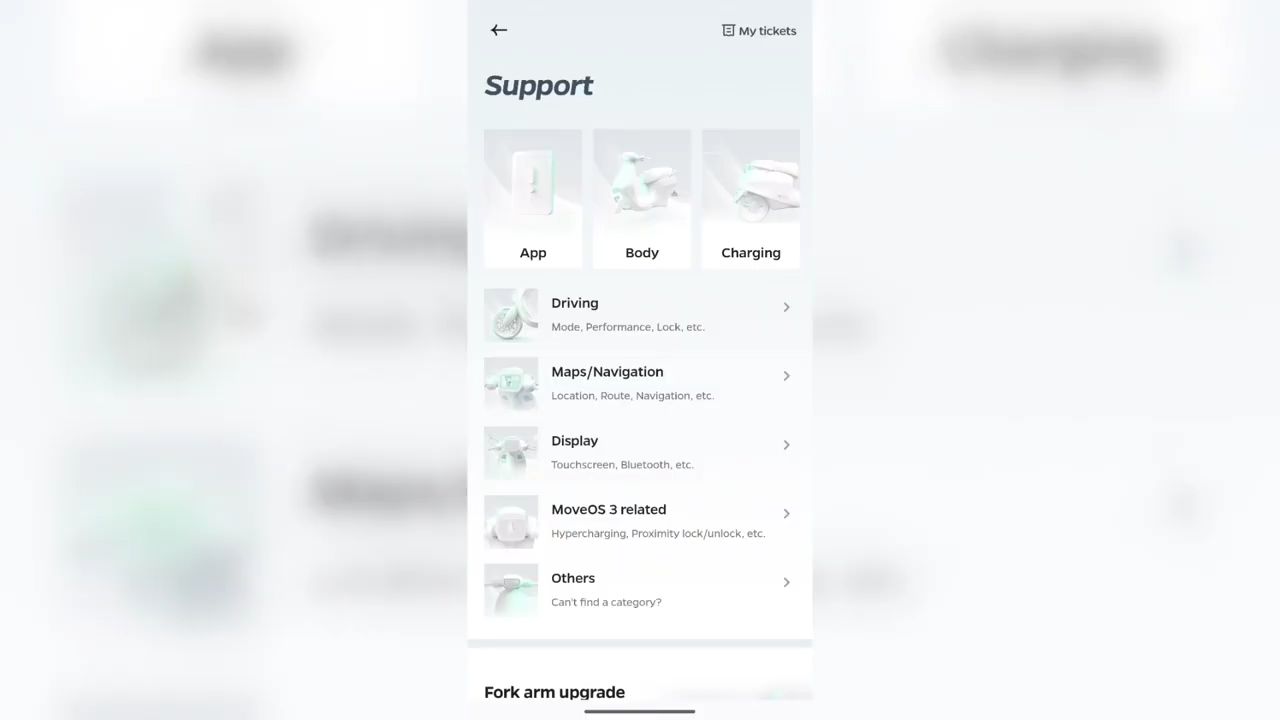 My tickets
Support
App
Body
Charging
Driving
Mode, Performance, Lock, etc.
Maps/Navigation
Location, Route, Navigation, etc.
Display
Touchscreen, Bluetooth, etc.
MoveOS 3 related
Hypercharging, Proximity lock/unlock, etc.
Others
Can't find a category?
Fork arm upgrade